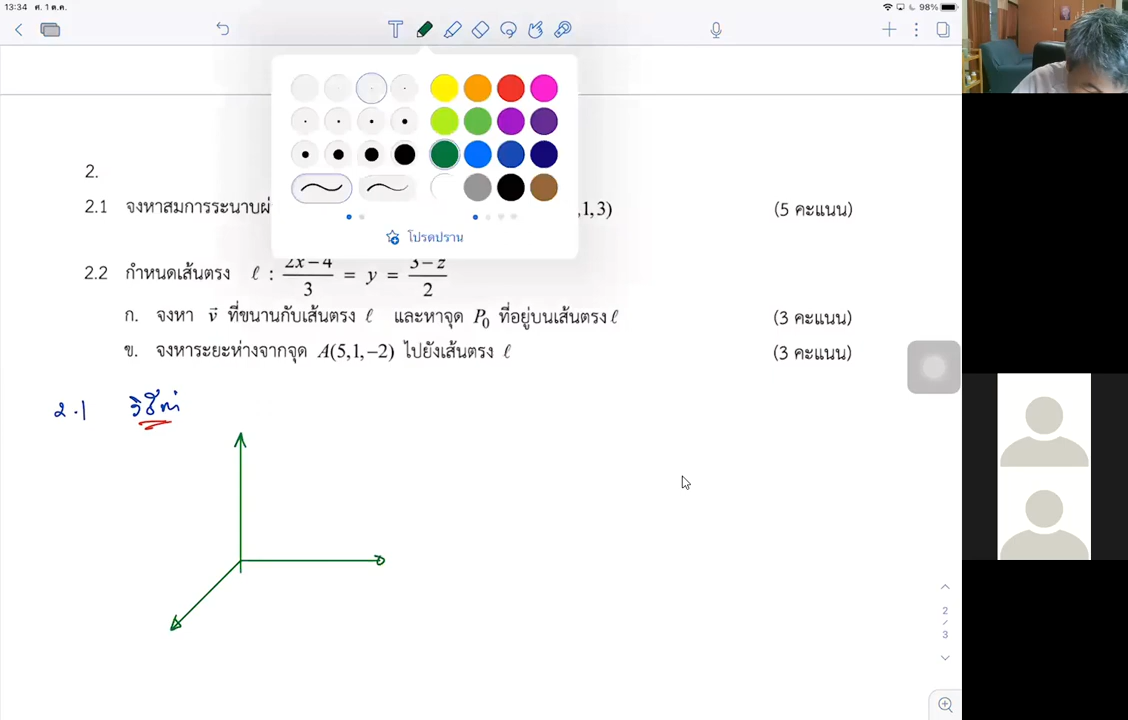 13:34 ศ. 1 ต.ค. 98%
T
โปรดปราน
2.
2.1 จงหาสมการระนาบผ่ ,1,3) (5 คะแนน)
2.2 กำหนดเส้นตรง ℓ : (2x−4)/3 = y = (3−z)/2
ก. จงหา v⃗ ที่ขนานกับเส้นตรง ℓ และหาจุด P₀ ที่อยู่บนเส้นตรง ℓ (3 คะแนน)
ข. จงหาระยะห่างจากจุด A(5,1,−2) ไปยังเส้นตรง ℓ (3 คะแนน)
2.1 วิธีทำ
2
/
3